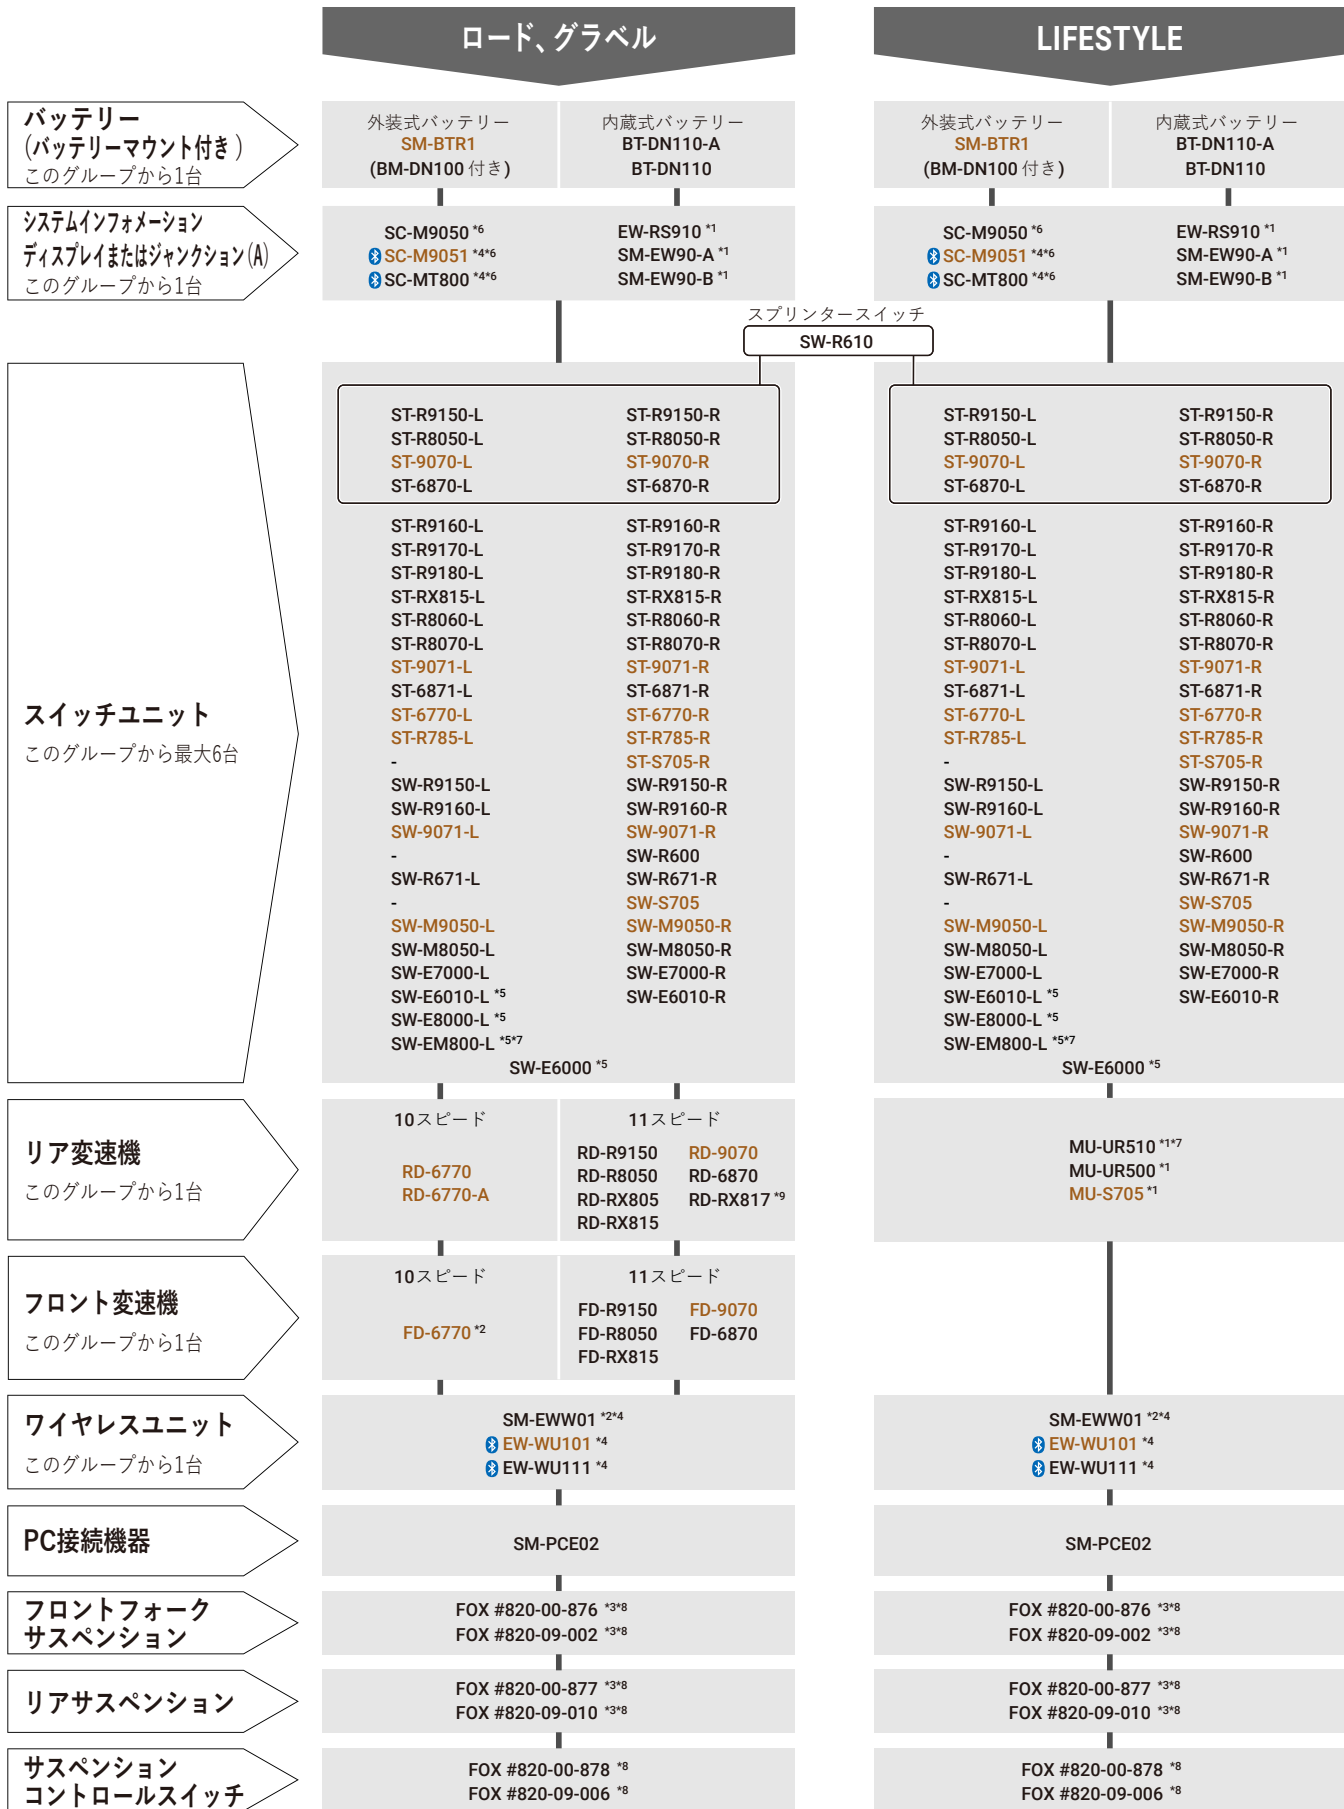 ロード、グラベル
LIFESTYLE
バッテリー
(バッテリーマウント付き)
このグループから1台
外装式バッテリー
SM-BTR1
(BM-DN100 付き)
内蔵式バッテリー
BT-DN110-A
BT-DN110
外装式バッテリー
SM-BTR1
(BM-DN100 付き)
内蔵式バッテリー
BT-DN110-A
BT-DN110
システムインフォメーション
ディスプレイまたはジャンクション(A)
このグループから1台
SC-M9050 *6
SC-M9051 *4*6
SC-MT800 *4*6
EW-RS910 *1
SM-EW90-A *1
SM-EW90-B *1
SC-M9050 *6
SC-M9051 *4*6
SC-MT800 *4*6
EW-RS910 *1
SM-EW90-A *1
SM-EW90-B *1
スプリンタースイッチ
SW-R610
スイッチユニット
このグループから最大6台
ST-R9150-L
ST-R8050-L
ST-9070-L
ST-6870-L
ST-R9160-L
ST-R9170-L
ST-R9180-L
ST-RX815-L
ST-R8060-L
ST-R8070-L
ST-9071-L
ST-6871-L
ST-6770-L
ST-R785-L
-
SW-R9150-L
SW-R9160-L
SW-9071-L
-
SW-R671-L
-
SW-M9050-L
SW-M8050-L
SW-E7000-L
SW-E6010-L *5
SW-E8000-L *5
SW-EM800-L *5*7
ST-R9150-R
ST-R8050-R
ST-9070-R
ST-6870-R
ST-R9160-R
ST-R9170-R
ST-R9180-R
ST-RX815-R
ST-R8060-R
ST-R8070-R
ST-9071-R
ST-6871-R
ST-6770-R
ST-R785-R
ST-S705-R
SW-R9150-R
SW-R9160-R
SW-9071-R
SW-R600
SW-R671-R
SW-S705
SW-M9050-R
SW-M8050-R
SW-E7000-R
SW-E6010-R
SW-E6000 *5
ST-R9150-L
ST-R8050-L
ST-9070-L
ST-6870-L
ST-R9160-L
ST-R9170-L
ST-R9180-L
ST-RX815-L
ST-R8060-L
ST-R8070-L
ST-9071-L
ST-6871-L
ST-6770-L
ST-R785-L
-
SW-R9150-L
SW-R9160-L
SW-9071-L
-
SW-R671-L
-
SW-M9050-L
SW-M8050-L
SW-E7000-L
SW-E6010-L *5
SW-E8000-L *5
SW-EM800-L *5*7
ST-R9150-R
ST-R8050-R
ST-9070-R
ST-6870-R
ST-R9160-R
ST-R9170-R
ST-R9180-R
ST-RX815-R
ST-R8060-R
ST-R8070-R
ST-9071-R
ST-6871-R
ST-6770-R
ST-R785-R
ST-S705-R
SW-R9150-R
SW-R9160-R
SW-9071-R
SW-R600
SW-R671-R
SW-S705
SW-M9050-R
SW-M8050-R
SW-E7000-R
SW-E6010-R
SW-E6000 *5
リア変速機
このグループから1台
10スピード
RD-6770
RD-6770-A
11スピード
RD-R9150
RD-R8050
RD-RX805
RD-RX815
RD-9070
RD-6870
RD-RX817 *9
MU-UR510 *1*7
MU-UR500 *1
MU-S705 *1
フロント変速機
このグループから1台
10スピード
FD-6770 *2
11スピード
FD-R9150
FD-R8050
FD-RX815
FD-9070
FD-6870
ワイヤレスユニット
このグループから1台
SM-EWW01 *2*4
EW-WU101 *4
EW-WU111 *4
SM-EWW01 *2*4
EW-WU101 *4
EW-WU111 *4
PC接続機器
SM-PCE02
SM-PCE02
フロントフォーク
サスペンション
FOX #820-00-876 *3*8
FOX #820-09-002 *3*8
FOX #820-00-876 *3*8
FOX #820-09-002 *3*8
リアサスペンション
FOX #820-00-877 *3*8
FOX #820-09-010 *3*8
FOX #820-00-877 *3*8
FOX #820-09-010 *3*8
サスペンション
コントロールスイッチ
FOX #820-00-878 *8
FOX #820-09-006 *8
FOX #820-00-878 *8
FOX #820-09-006 *8